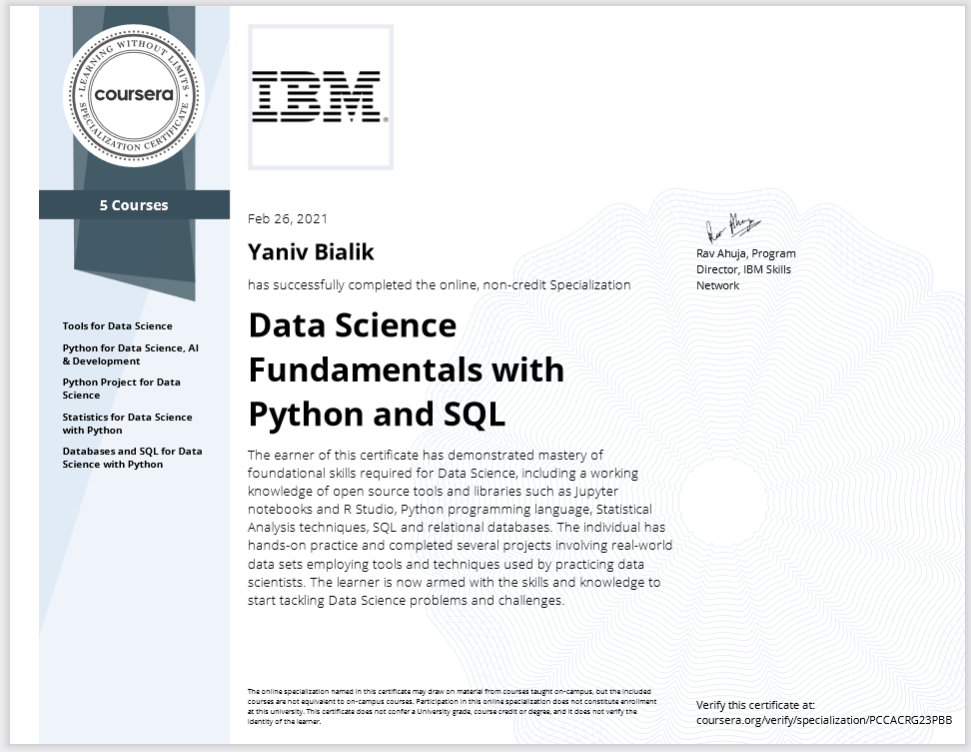 LEARNING WITHOUT LIMITS
coursera
SPECIALIZATION CERTIFICATE
5 Courses
Tools for Data Science
Python for Data Science, AI
& Development
Python Project for Data
Science
Statistics for Data Science
with Python
Databases and SQL for Data
Science with Python
IBM®
Feb 26, 2021
Yaniv Bialik
has successfully completed the online, non-credit Specialization
Data Science
Fundamentals with
Python and SQL
The earner of this certificate has demonstrated mastery of
foundational skills required for Data Science, including a working
knowledge of open source tools and libraries such as Jupyter
notebooks and R Studio, Python programming language, Statistical
Analysis techniques, SQL and relational databases. The individual has
hands-on practice and completed several projects involving real-world
data sets employing tools and techniques used by practicing data
scientists. The learner is now armed with the skills and knowledge to
start tackling Data Science problems and challenges.
Rav Ahuja
Rav Ahuja, Program
Director, IBM Skills
Network
The online specialization named in this certificate may draw on material from courses taught on-campus, but the included
courses are not equivalent to on-campus courses. Participation in this online specialization does not constitute enrollment
at this university. This certificate does not confer a University grade, course credit or degree, and it does not verify the
identity of the learner.
Verify this certificate at:
coursera.org/verify/specialization/PCCACRG23PBB